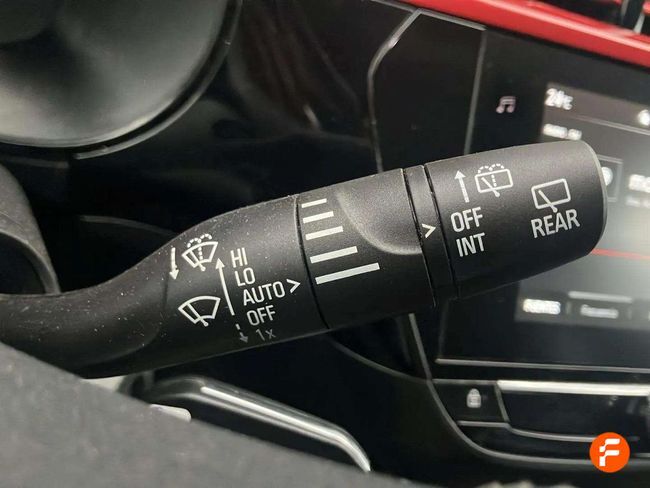 HI
LO
AUTO >
OFF
1x
>
OFF
INT
REAR
24°C